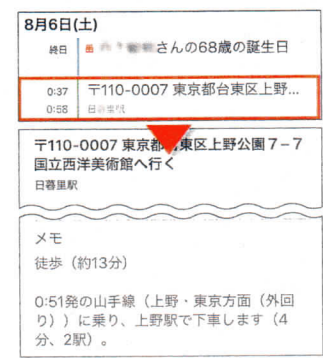 8月6日(土)
終日 さんの68歳の誕生日
0:37 〒110-0007 東京都台東区上野...
0:58 日暮里駅
〒110-0007 東京都 東区上野公園7-7
国立西洋美術館へ行く
日暮里駅
メモ
徒歩（約13分）
0:51発の山手線（上野・東京方面（外回
り））に乗り、上野駅で下車します（4
分、2駅）。